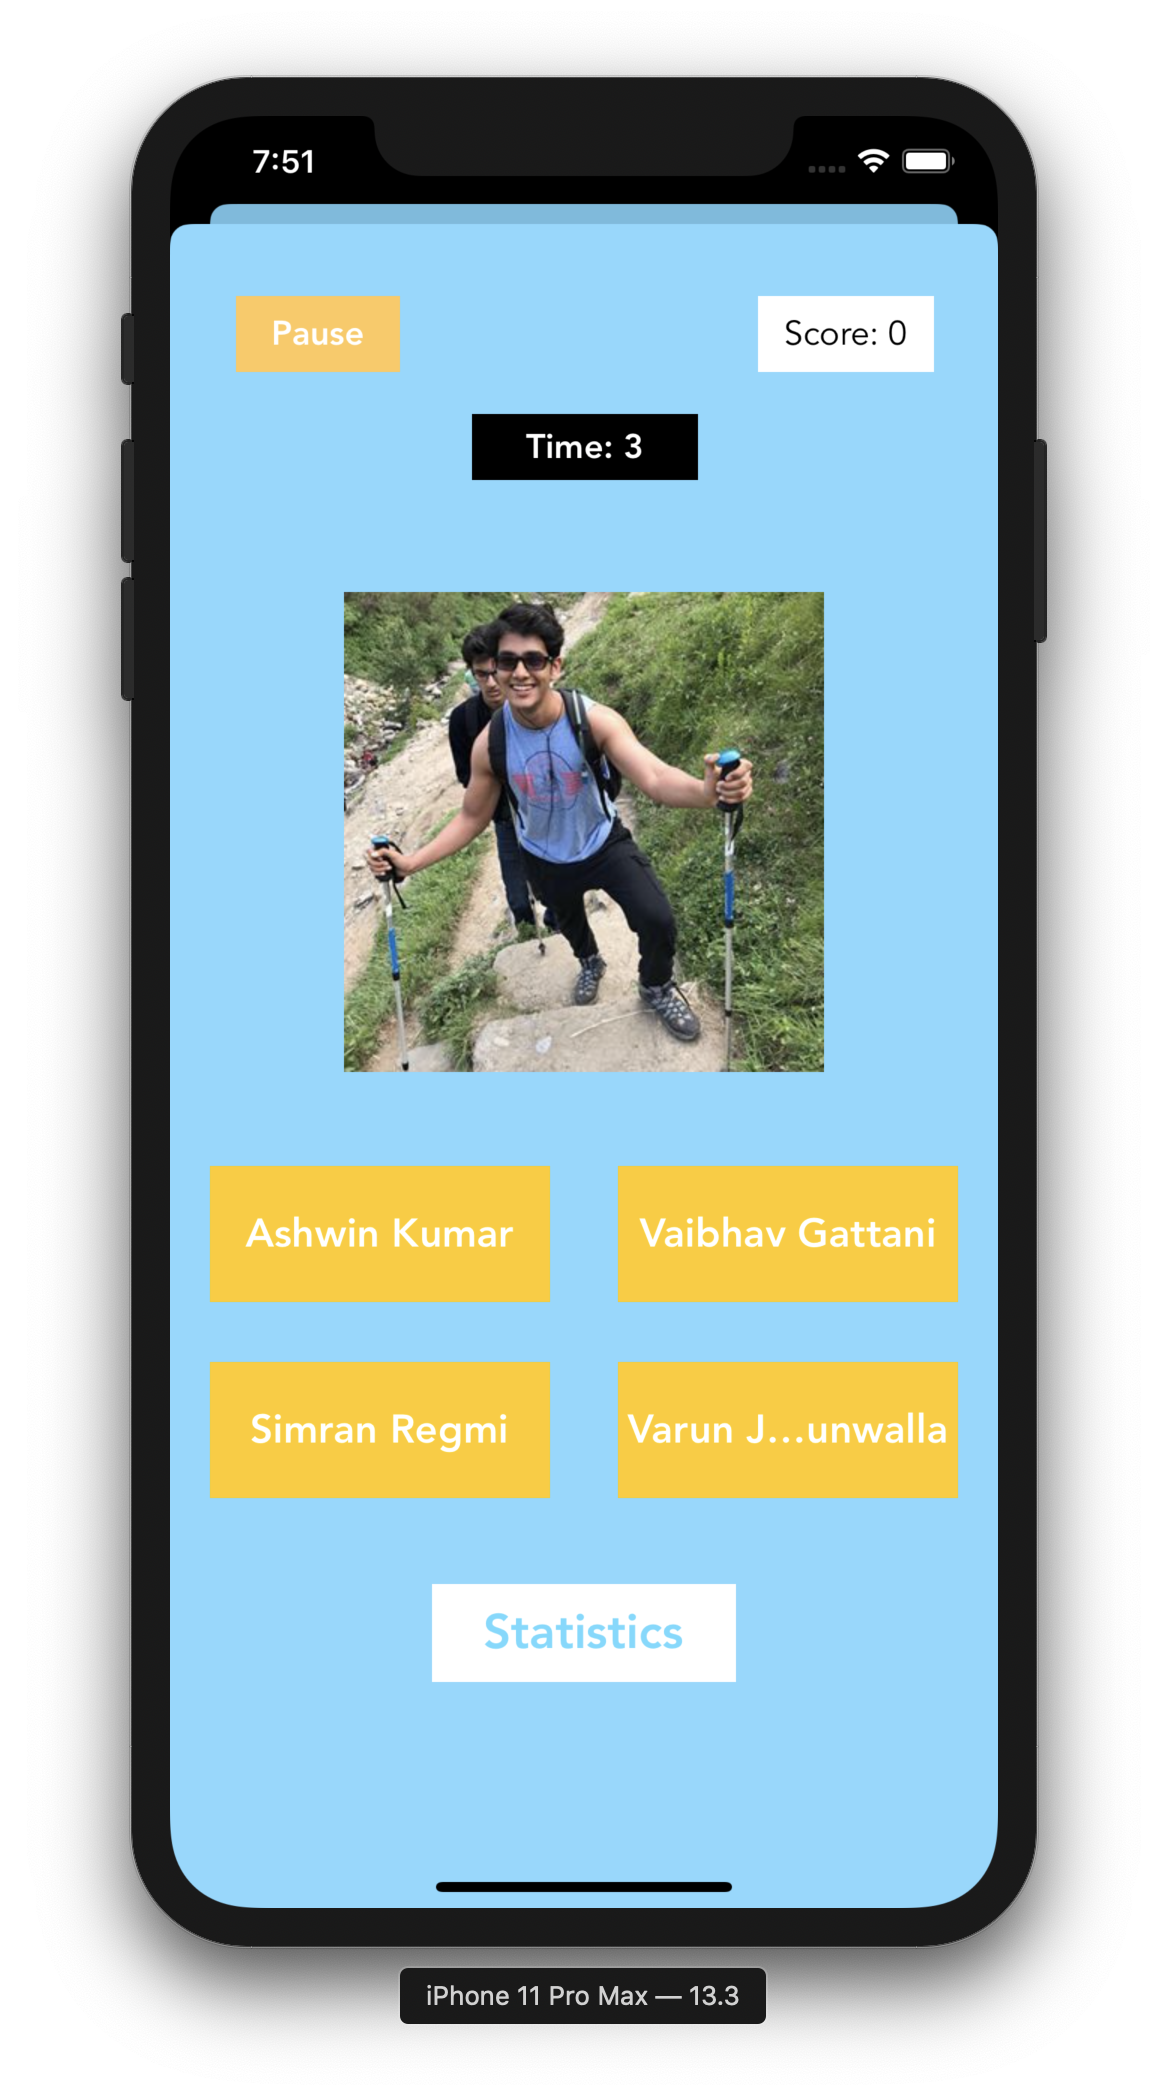 7:51
Pause
Score: 0
Time: 3
Ashwin Kumar
Vaibhav Gattani
Simran Regmi
Varun J...unwalla
Statistics
iPhone 11 Pro Max — 13.3